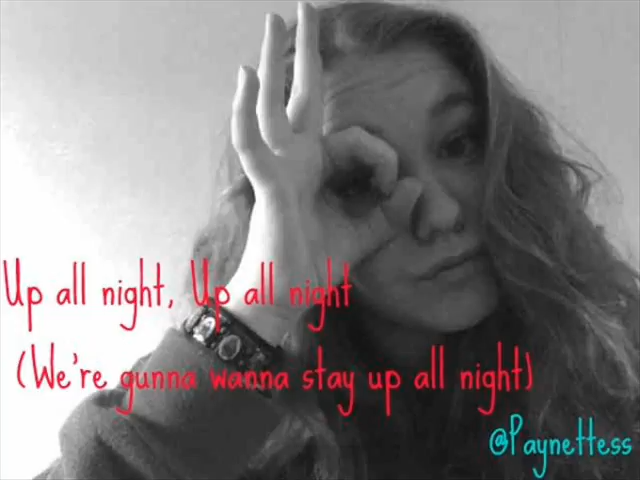 Up all night, Up all night
(We're gunna wanna stay up all night)
@Paynettess